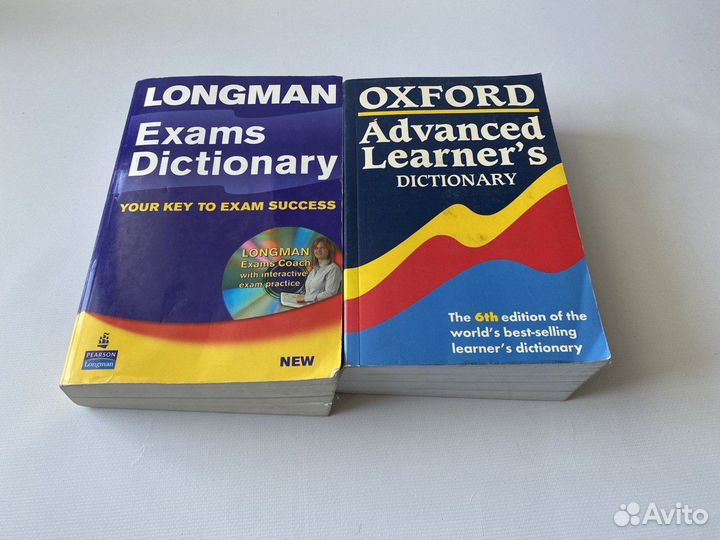 LONGMAN
Exams
Dictionary
YOUR KEY TO EXAM SUCCESS
LONGMAN
Exams Coach
with interactive
exam practice
PEARSON
Longman
NEW
OXFORD
Advanced
Learner's
DICTIONARY
The 6th edition of the
world's best-selling
learner's dictionary
Avito